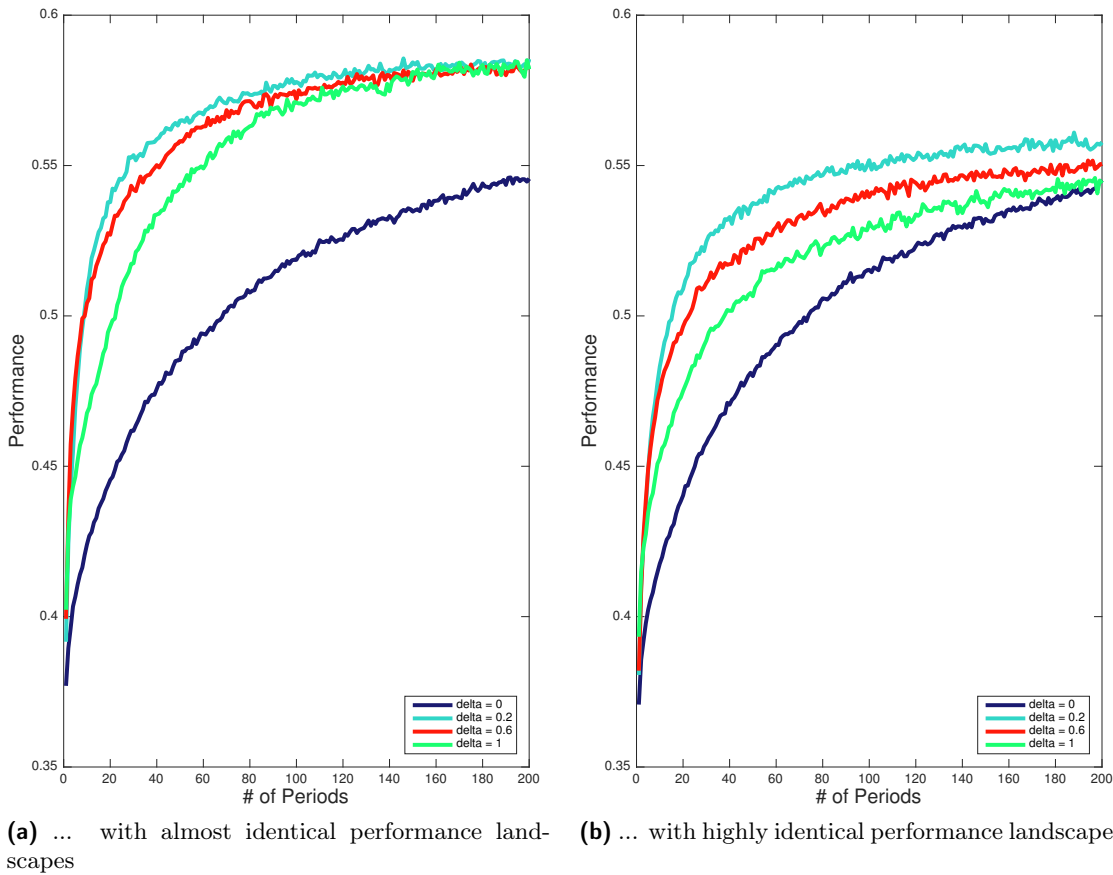 0.6
0.55
0.5
0.45
0.4
0.35
Performance
0 20 40 60 80 100 120 140 160 180 200
# of Periods
delta = 0
delta = 0.2
delta = 0.6
delta = 1
(a) ... with almost identical performance land-
scapes
0.6
0.55
0.5
0.45
0.4
0.35
Performance
0 20 40 60 80 100 120 140 160 180 200
# of Periods
delta = 0
delta = 0.2
delta = 0.6
delta = 1
(b) ... with highly identical performance landscape